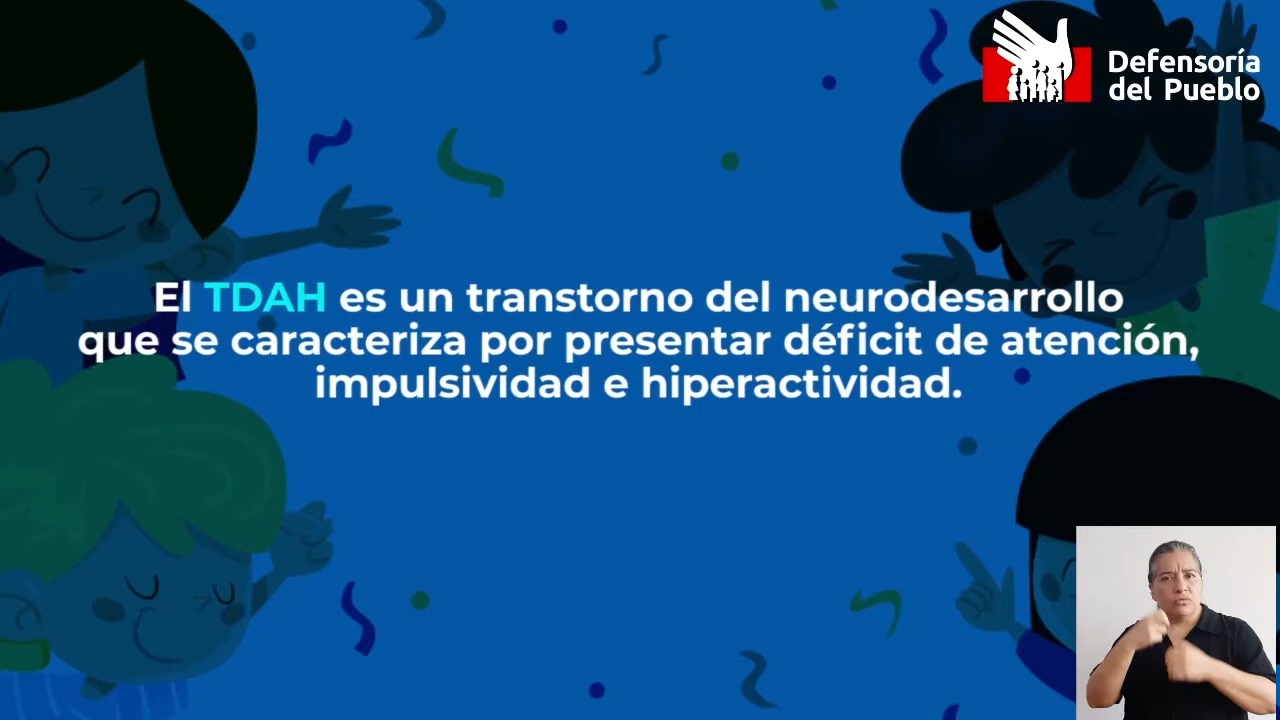 Defensoría
del Pueblo
El TDAH es un transtorno del neurodesarrollo
que se caracteriza por presentar déficit de atención,
impulsividad e hiperactividad.